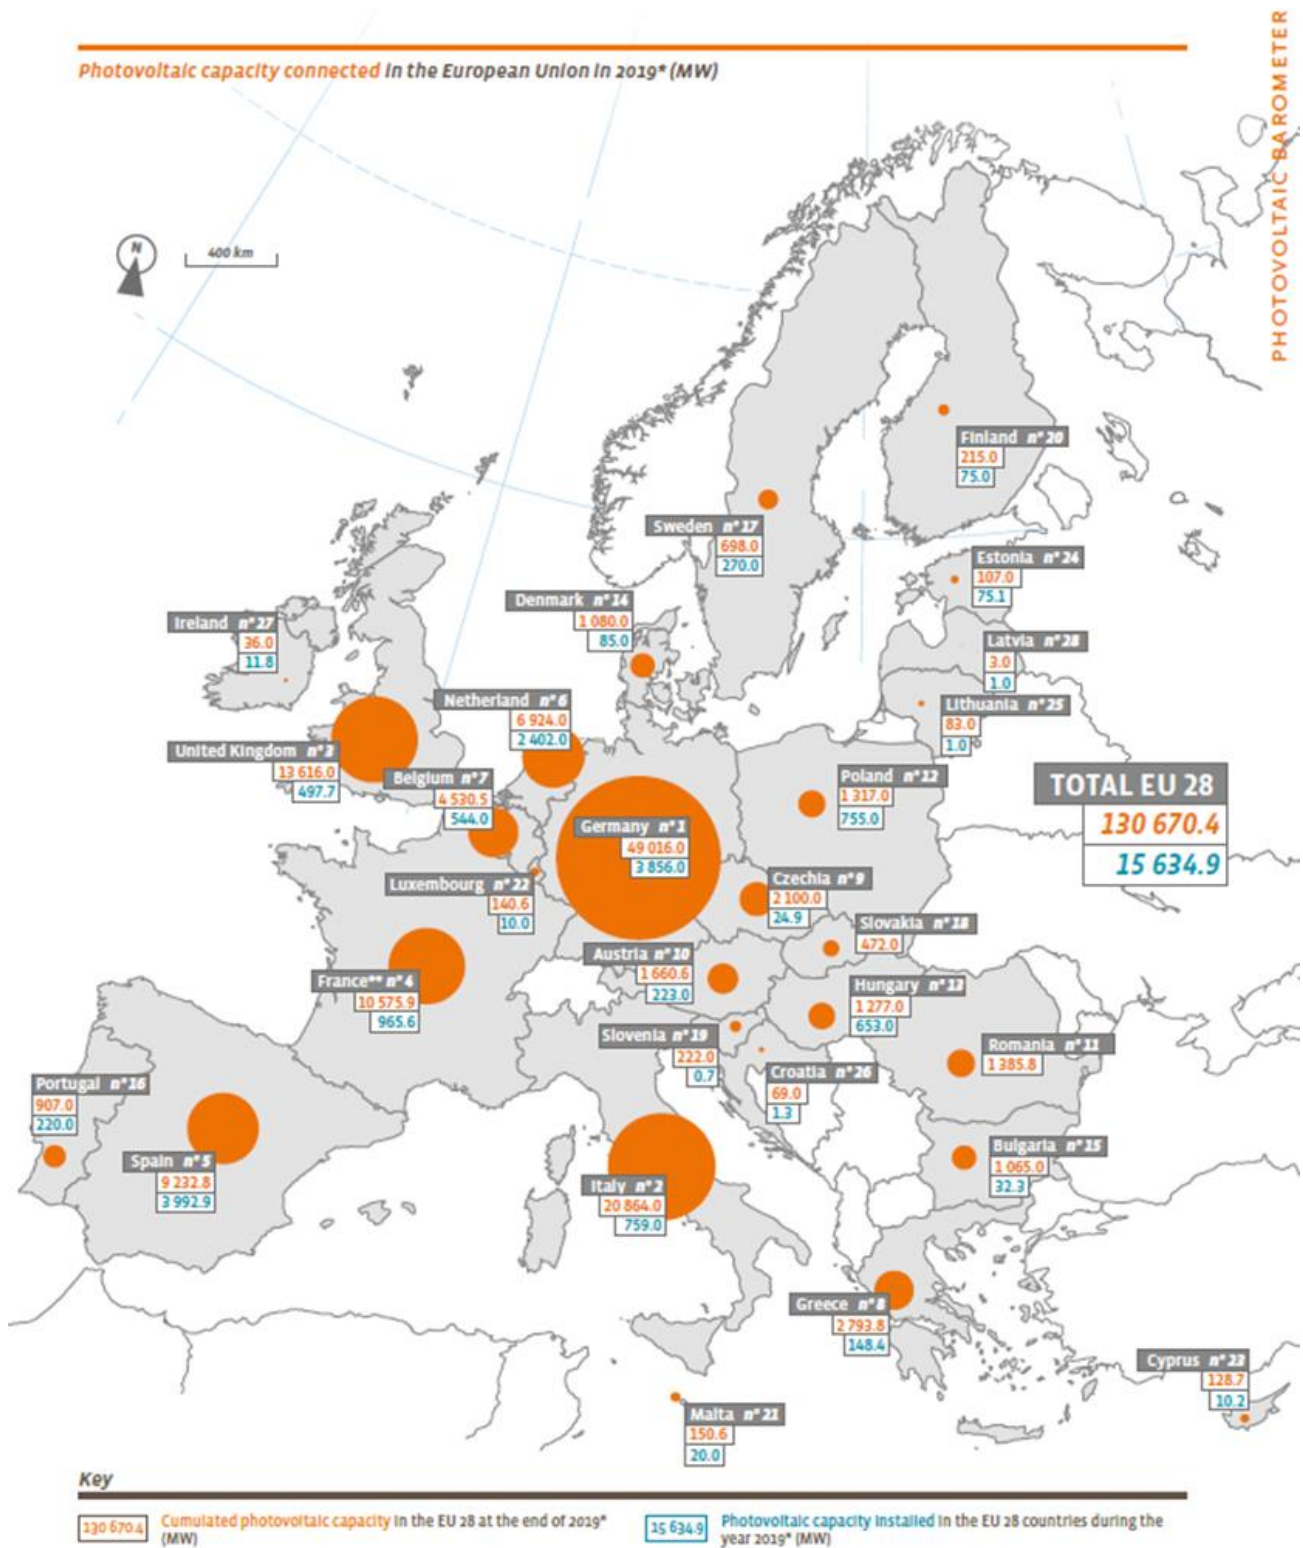 Photovoltaic capacity connected in the European Union in 2019* (MW)
PHOTOVOLTAIC BAROMETER
N
400 km
Finland n° 20
215.0
75.0
Sweden n° 17
698.0
270.0
Estonia n° 24
107.0
75.1
Denmark n° 14
1 080.0
85.0
Ireland n° 27
36.0
11.8
Latvia n° 28
3.0
1.0
Netherland n° 6
6 924.0
2 402.0
Lithuania n° 25
83.0
1.0
United Kingdom n° 3
13 616.0
497.7
Belgium n° 7
4 530.5
544.0
Poland n° 12
1 317.0
755.0
TOTAL EU 28
130 670.4
15 634.9
Germany n° 1
49 016.0
3 856.0
Luxembourg n° 22
140.6
10.0
Czechia n° 9
2 100.0
24.9
Slovakia n° 18
472.0
Austria n° 10
1 660.6
223.0
France** n° 4
10 575.9
965.6
Hungary n° 13
1 277.0
653.0
Slovenia n° 19
222.0
0.7
Romania n° 11
1 385.8
Croatia n° 26
69.0
1.3
Portugal n° 16
907.0
220.0
Spain n° 5
9 232.8
3 992.9
Bulgaria n° 15
1 065.0
32.3
Italy n° 2
20 864.0
759.0
Greece n° 8
2 793.8
148.4
Cyprus n° 23
128.7
10.2
Malta n° 21
150.6
20.0
Key
130 670.4 Cumulated photovoltaic capacity in the EU 28 at the end of 2019*
(MW)
15 634.9 Photovoltaic capacity installed in the EU 28 countries during the
year 2019* (MW)